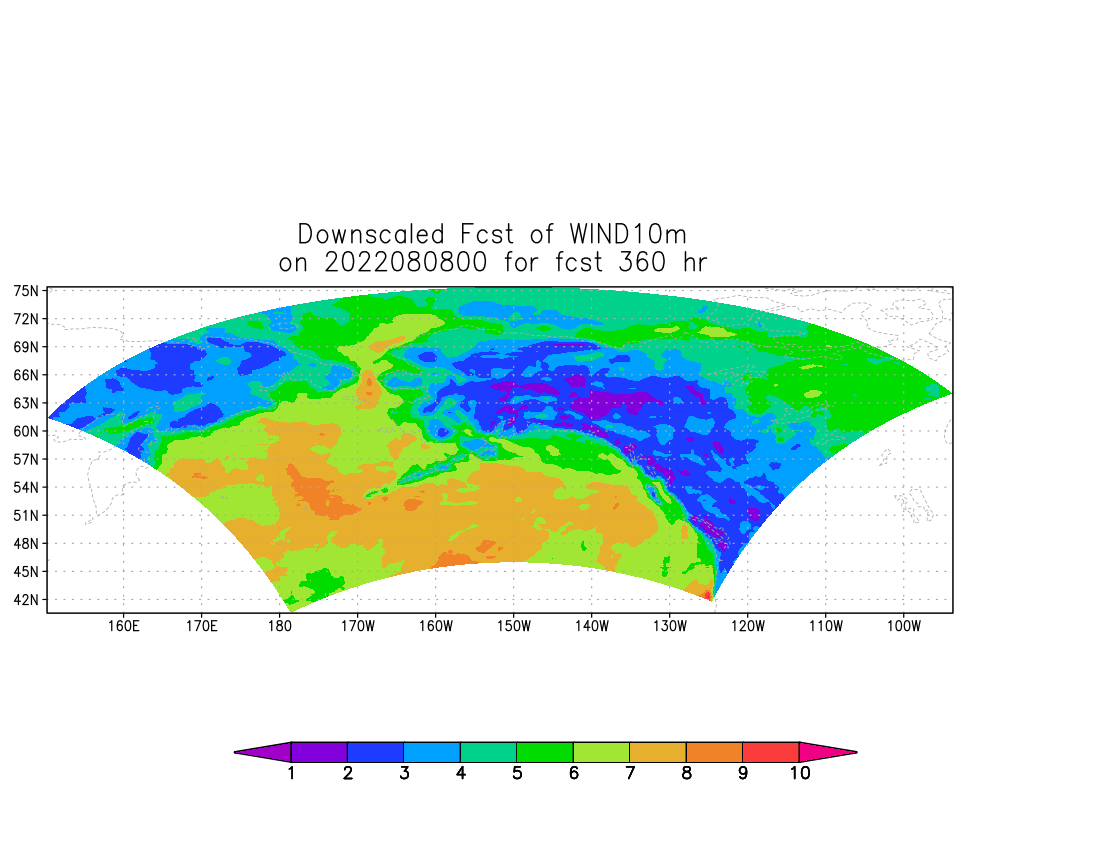 Downscaled Fcst of WIND10m
on 2022080800 for fcst 360 hr
75N
72N
69N
66N
63N
60N
57N
54N
51N
48N
45N
42N
160E 170E 180 170W 160W 150W 140W 130W 120W 110W 100W
1 2 3 4 5 6 7 8 9 10